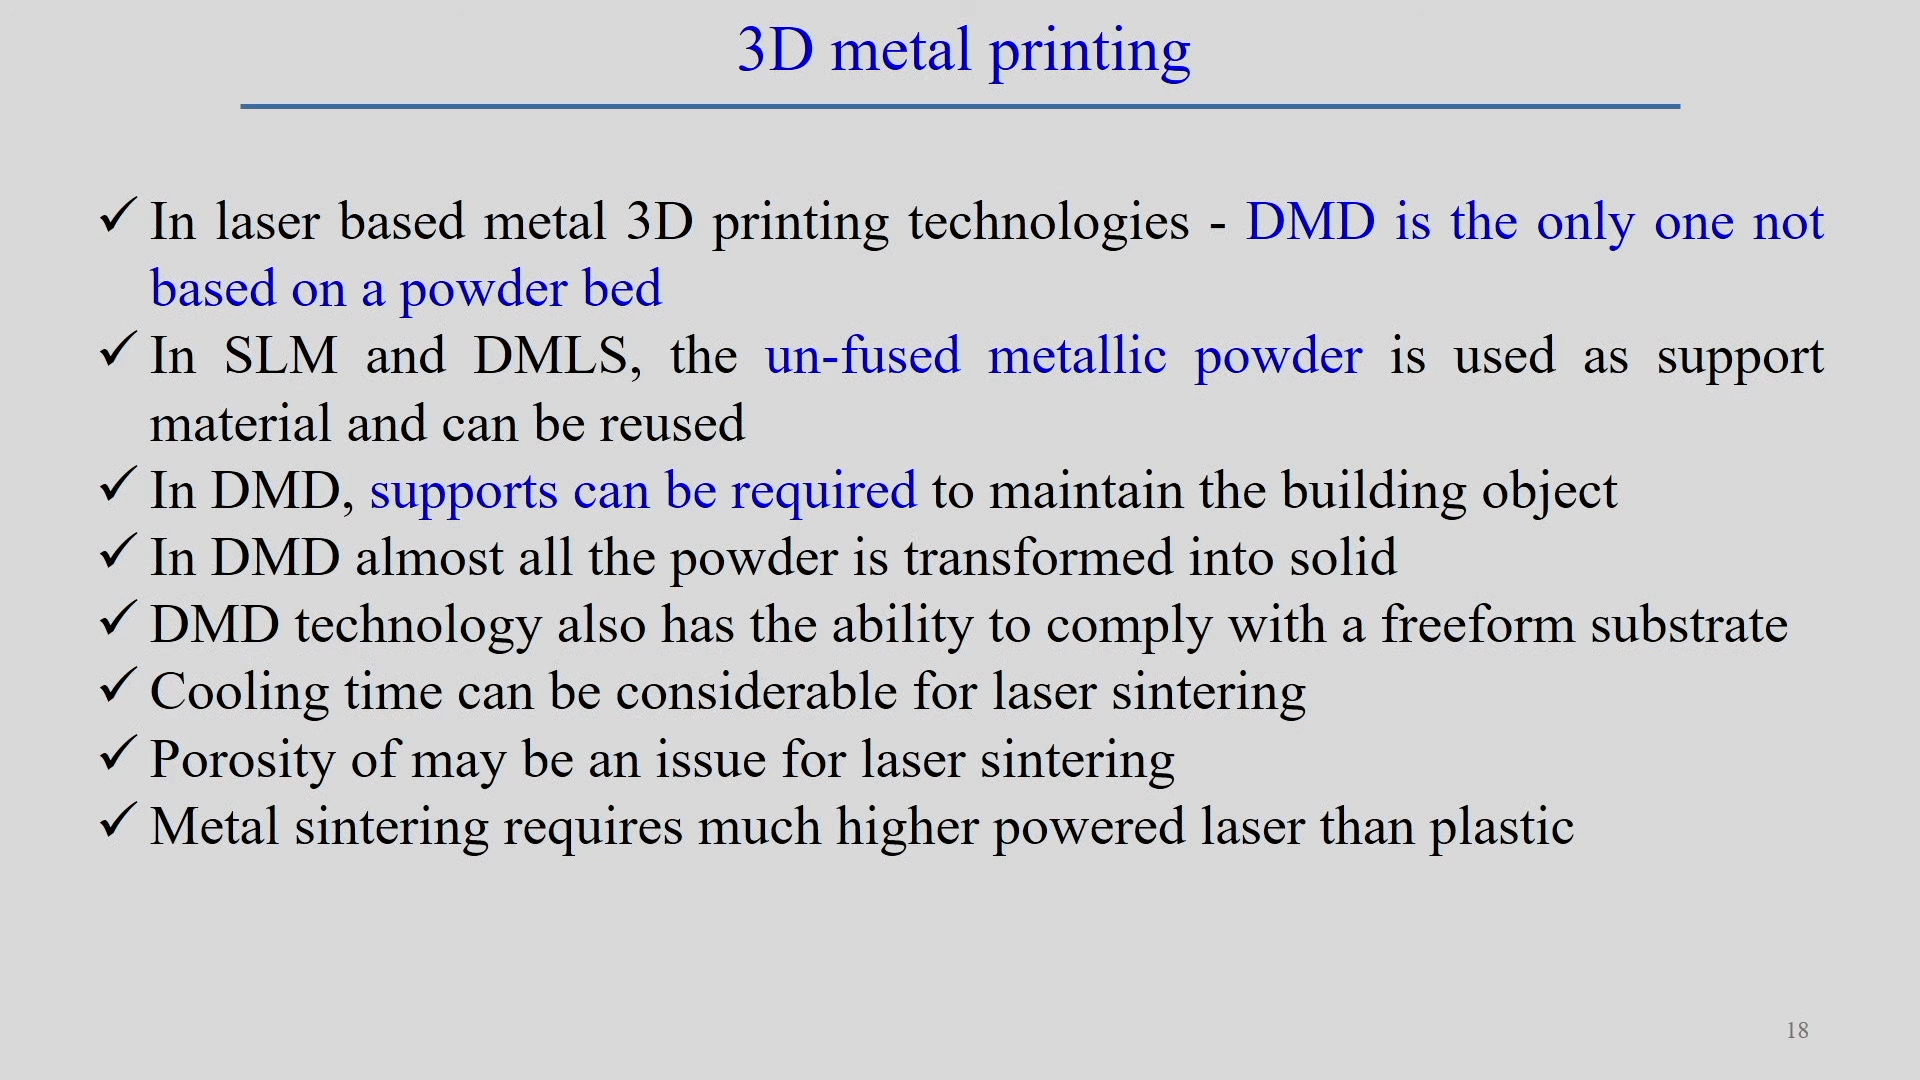 3D metal printing
✓ In laser based metal 3D printing technologies - DMD is the only one not
based on a powder bed
✓ In SLM and DMLS, the un-fused metallic powder is used as support
material and can be reused
✓ In DMD, supports can be required to maintain the building object
✓ In DMD almost all the powder is transformed into solid
✓ DMD technology also has the ability to comply with a freeform substrate
✓ Cooling time can be considerable for laser sintering
✓ Porosity of may be an issue for laser sintering
✓ Metal sintering requires much higher powered laser than plastic
18